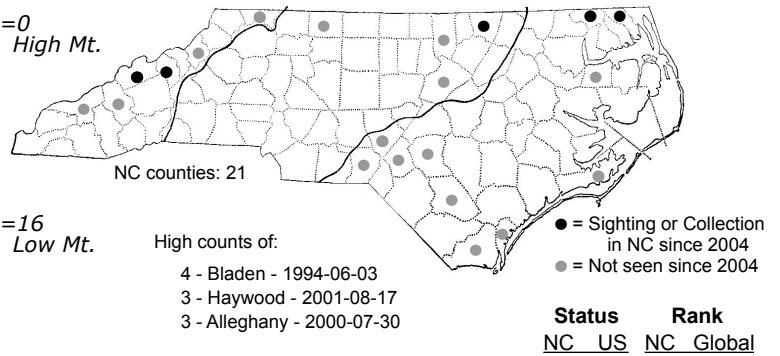 =0
High Mt.
NC counties: 21
=16
Low Mt.
High counts of:
4 - Bladen - 1994-06-03
3 - Haywood - 2001-08-17
3 - Alleghany - 2000-07-30
● = Sighting or Collection
in NC since 2004
● = Not seen since 2004
Status Rank
NC US NC Global